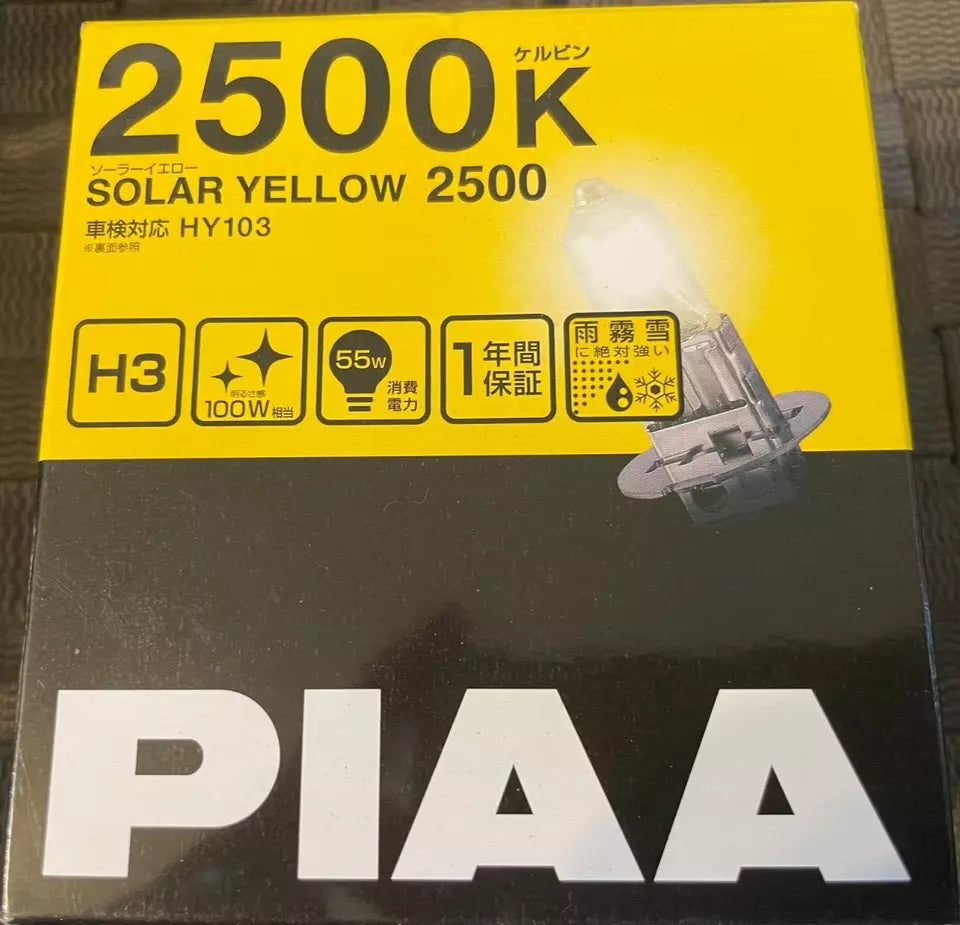 ケルビン
2500K
ソーラーイエロー
SOLAR YELLOW 2500
車検対応 HY103
※裏面参照
H3
明るさ感
100W相当
55W
消費
電力
1年間
保証
雨霧雪
に絶対強い
PIAA